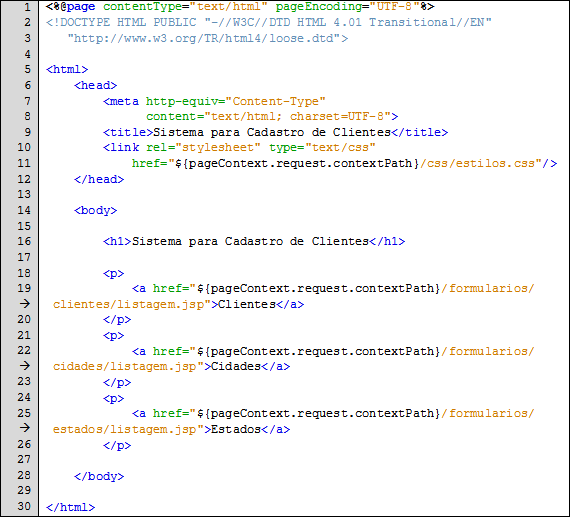 1 <%@page contentType="text/html" pageEncoding="UTF-8"%>
2 <!DOCTYPE HTML PUBLIC "-//W3C//DTD HTML 4.01 Transitional//EN"
3 "http://www.w3.org/TR/html4/loose.dtd">
4
5 <html>
6 <head>
7 <meta http-equiv="Content-Type"
8 content="text/html; charset=UTF-8">
9 <title>Sistema para Cadastro de Clientes</title>
10 <link rel="stylesheet" type="text/css"
11 href="${pageContext.request.contextPath}/css/estilos.css"/>
12 </head>
13
14 <body>
15
16 <h1>Sistema para Cadastro de Clientes</h1>
17
18 <p>
19 <a href="${pageContext.request.contextPath}/formularios/
→ clientes/listagem.jsp">Clientes</a>
20 </p>
21 <p>
22 <a href="${pageContext.request.contextPath}/formularios/
→ cidades/listagem.jsp">Cidades</a>
23 </p>
24 <p>
25 <a href="${pageContext.request.contextPath}/formularios/
→ estados/listagem.jsp">Estados</a>
26 </p>
27
28 </body>
29
30 </html>